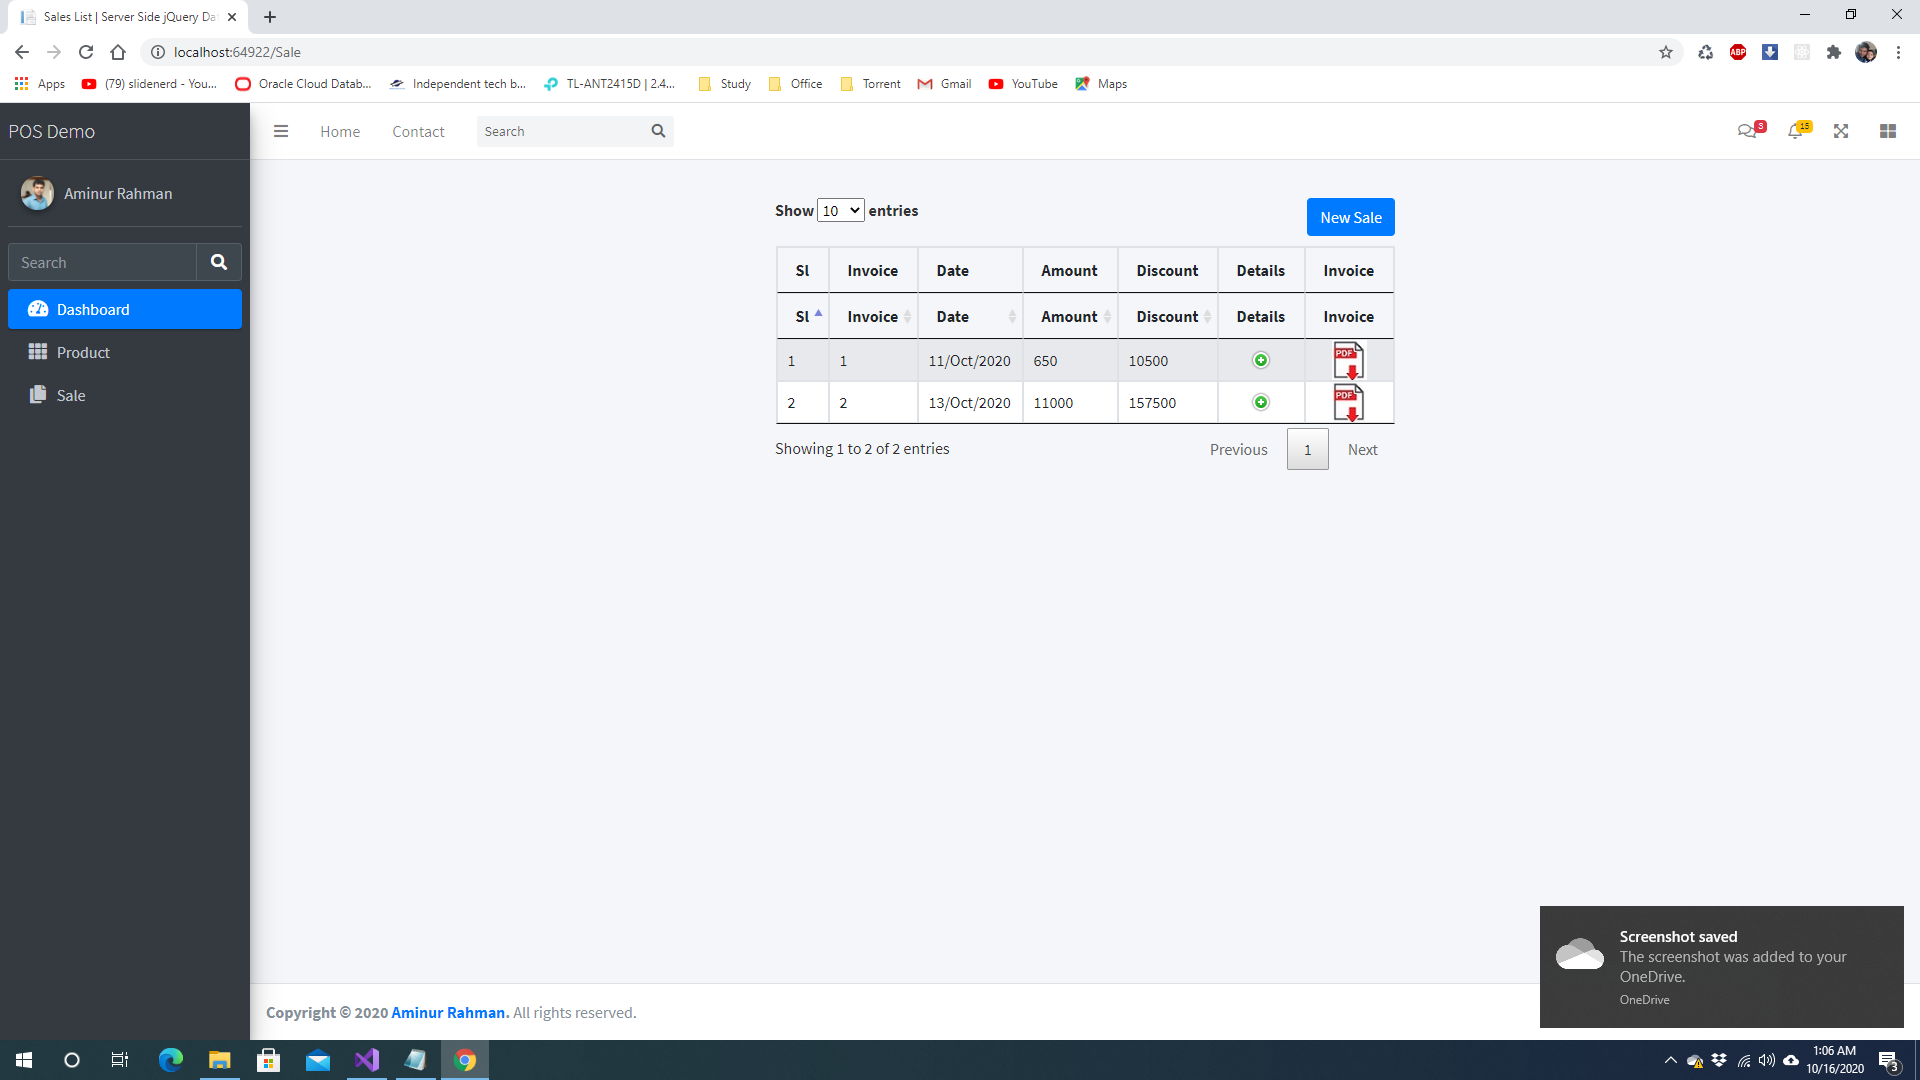 Sales List | Server Side jQuery Da
localhost:64922/Sale
Apps (79) slidenerd - You... Oracle Cloud Datab... Independent tech b... TL-ANT2415D | 2.4... Study Office Torrent Gmail YouTube Maps
POS Demo
Home Contact Search 3 15
Aminur Rahman
Search
Dashboard
Product
Sale
Show 10 entries
New Sale
Sl Invoice Date Amount Discount Details Invoice
Sl Invoice Date Amount Discount Details Invoice
1 1 11/Oct/2020 650 10500 PDF
2 2 13/Oct/2020 11000 157500 PDF
Showing 1 to 2 of 2 entries Previous 1 Next
Screenshot saved
The screenshot was added to your
OneDrive.
OneDrive
Copyright © 2020 Aminur Rahman. All rights reserved.
1:06 AM
10/16/2020
3
ABP